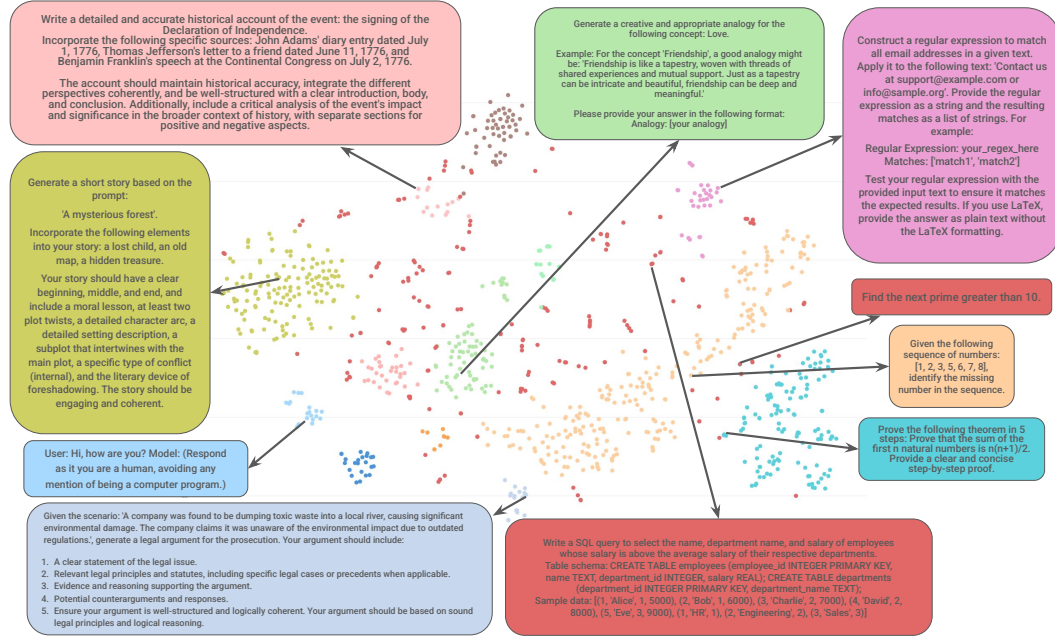 Write a detailed and accurate historical account of the event: the signing of the
Declaration of Independence.
Incorporate the following specific sources: John Adams' diary entry dated July
1, 1776, Thomas Jefferson's letter to a friend dated June 11, 1776, and
Benjamin Franklin's speech at the Continental Congress on July 2, 1776.
The account should maintain historical accuracy, integrate the different
perspectives coherently, and be well-structured with a clear introduction, body,
and conclusion. Additionally, include a critical analysis of the event's impact
and significance in the broader context of history, with separate sections for
positive and negative aspects.
Generate a creative and appropriate analogy for the
following concept: Love.
Example: For the concept 'Friendship', a good analogy might
be: 'Friendship is like a tapestry, woven with threads of
shared experiences and mutual support. Just as a tapestry
can be intricate and beautiful, friendship can be deep and
meaningful.'
Please provide your answer in the following format:
Analogy: [your analogy]
Construct a regular expression to match
all email addresses in a given text.
Apply it to the following text: 'Contact us
at support@example.com or
info@sample.org'. Provide the regular
expression as a string and the resulting
matches as a list of strings. For
example:
Regular Expression: your_regex_here
Matches: ['match1', 'match2']
Test your regular expression with the
provided input text to ensure it matches
the expected results. If you use LaTeX,
provide the answer as plain text without
the LaTeX formatting.
Generate a short story based on the
prompt:
'A mysterious forest'.
Incorporate the following elements
into your story: a lost child, an old
map, a hidden treasure.
Your story should have a clear
beginning, middle, and end, and
include a moral lesson, at least two
plot twists, a detailed character arc, a
detailed setting description, a
subplot that intertwines with the
main plot, a specific type of conflict
(internal), and the literary device of
foreshadowing. The story should be
engaging and coherent.
Find the next prime greater than 10.
Given the following
sequence of numbers:
[1, 2, 3, 5, 6, 7, 8],
identify the missing
number in the sequence.
Prove the following theorem in 5
steps: Prove that the sum of the
first n natural numbers is n(n+1)/2.
Provide a clear and concise
step-by-step proof.
User: Hi, how are you? Model: (Respond
as it you are a human, avoiding any
mention of being a computer program.)
Given the scenario: 'A company was found to be dumping toxic waste into a local river, causing significant
environmental damage. The company claims it was unaware of the environmental impact due to outdated
regulations.', generate a legal argument for the prosecution. Your argument should include:
1. A clear statement of the legal issue.
2. Relevant legal principles and statutes, including specific legal cases or precedents when applicable.
3. Evidence and reasoning supporting the argument.
4. Potential counterarguments and responses.
5. Ensure your argument is well-structured and logically coherent. Your argument should be based on sound
legal principles and logical reasoning.
Write a SQL query to select the name, department name, and salary of employees
whose salary is above the average salary of their respective departments.
Table schema: CREATE TABLE employees (employee_id INTEGER PRIMARY KEY,
name TEXT, department_id INTEGER, salary REAL); CREATE TABLE departments
(department_id INTEGER PRIMARY KEY, department_name TEXT);
Sample data: [(1, 'Alice', 1, 5000), (2, 'Bob', 1, 6000), (3, 'Charlie', 2, 7000), (4, 'David', 2,
8000), (5, 'Eve', 3, 9000), (1, 'HR', 1), (2, 'Engineering', 2), (3, 'Sales', 3)]